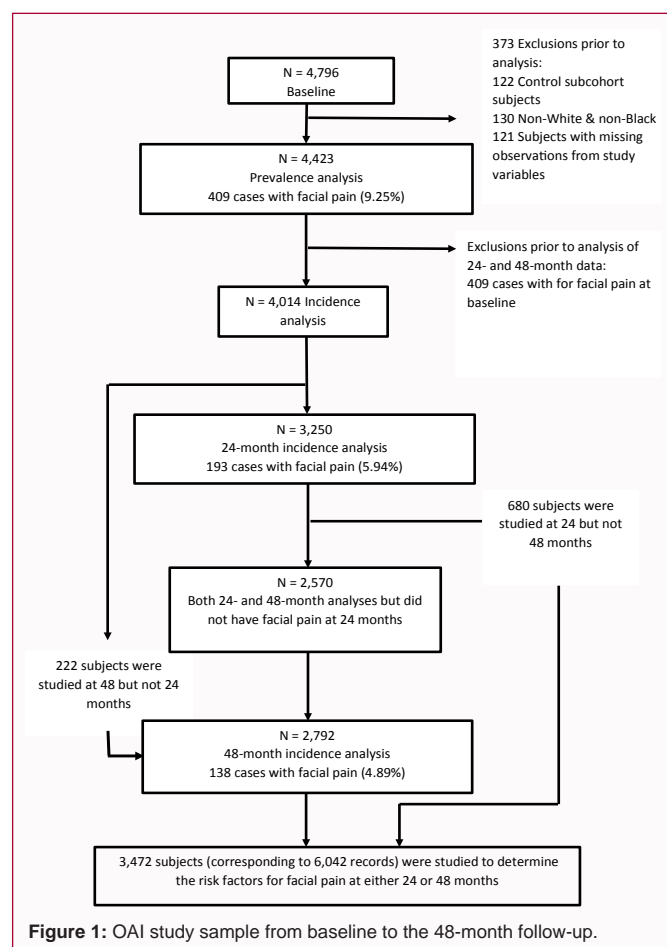 N = 4,796
Baseline
373 Exclusions prior to
analysis:
122 Control subcohort
subjects
130 Non-White & non-Black
121 Subjects with missing
observations from study
variables
N = 4,423
Prevalence analysis
409 cases with facial pain (9.25%)
Exclusions prior to analysis of
24- and 48-month data:
409 cases with for facial pain at
baseline
N = 4,014 Incidence
analysis
N = 3,250
24-month incidence analysis
193 cases with facial pain (5.94%)
680 subjects were
studied at 24 but not
48 months
N = 2,570
Both 24- and 48-month analyses but did
not have facial pain at 24 months
222 subjects were
studied at 48 but not 24
months
N = 2,792
48-month incidence analysis
138 cases with facial pain (4.89%)
3,472 subjects (corresponding to 6,042 records) were studied to determine
the risk factors for facial pain at either 24 or 48 months
Figure 1: OAI study sample from baseline to the 48-month follow-up.